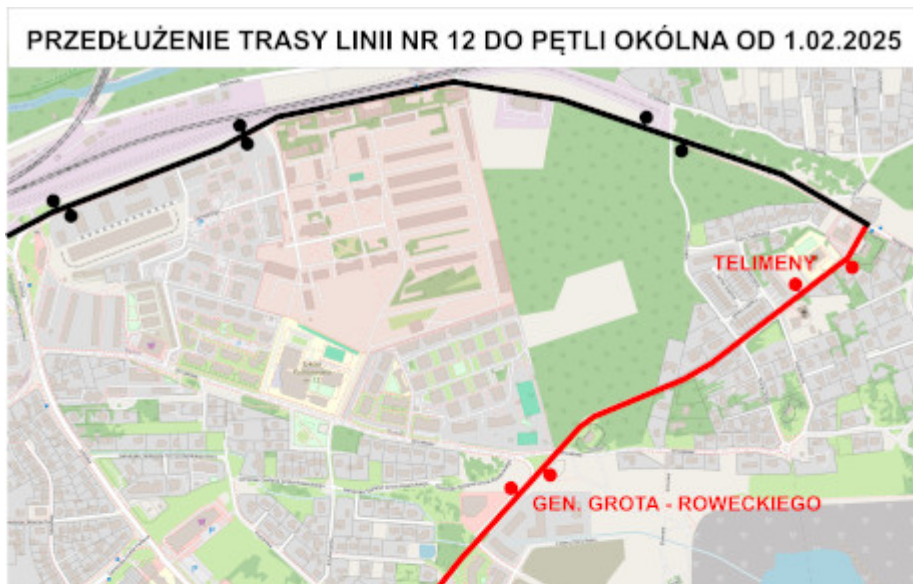 PRZEDŁUŻENIE TRASY LINII NR 12 DO PĘTLI OKÓLNA OD 1.02.2025
TELIMENY
GEN. GROTA - ROWECKIEGO